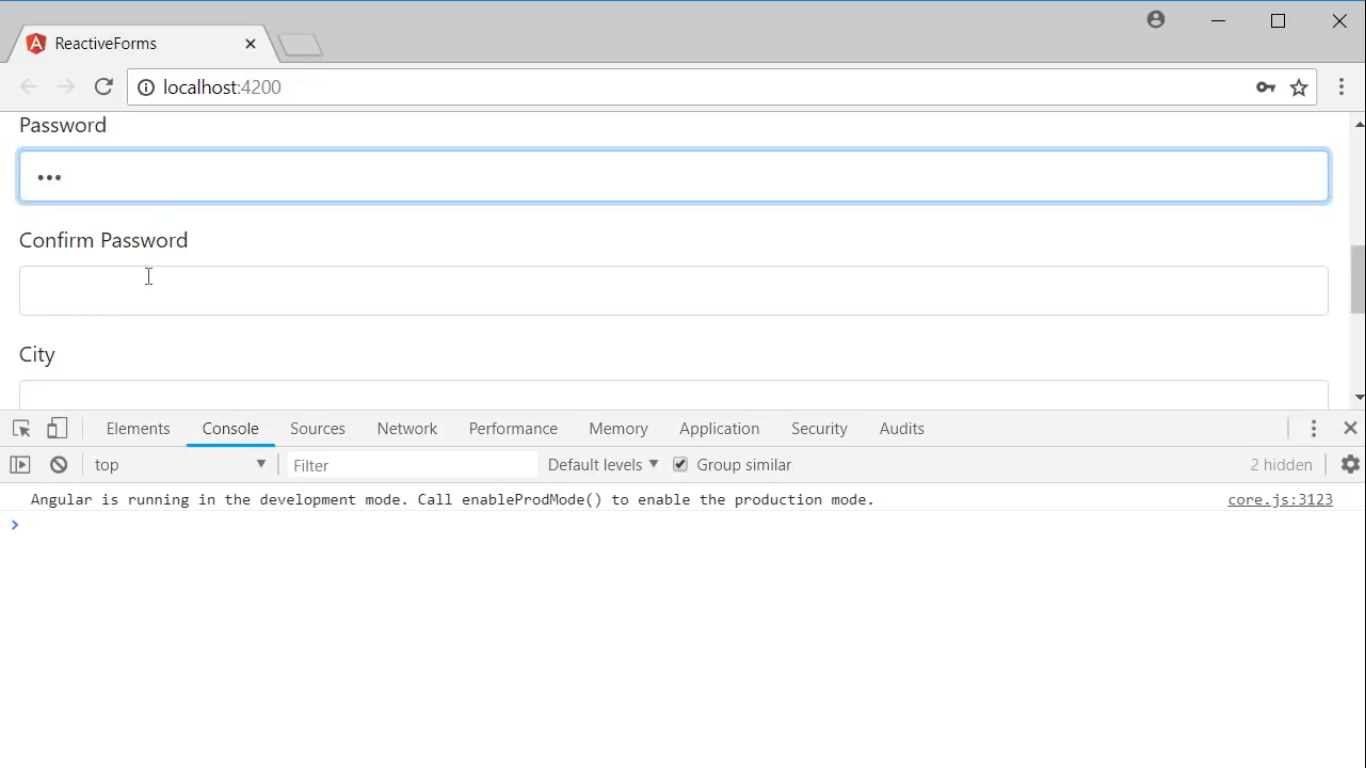 ReactiveForms
localhost:4200
Password
•••
Confirm Password
City
Elements Console Sources Network Performance Memory Application Security Audits
top Filter Default levels Group similar 2 hidden
Angular is running in the development mode. Call enableProdMode() to enable the production mode. core.js:3123